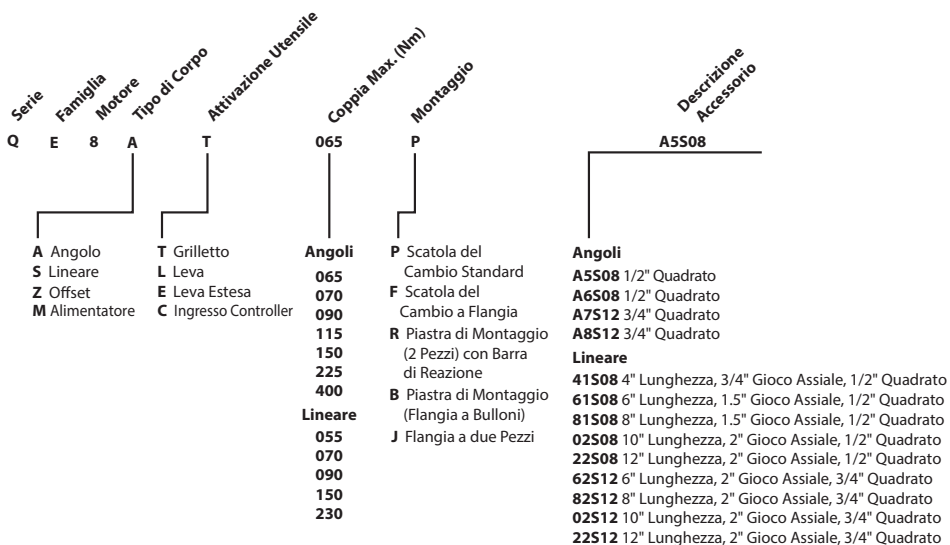 Serie
Famiglia
Motore
Tipo di Corpo
Attivazione Utensile
Coppia Max. (Nm)
Montaggio
Descrizione
Accessorio
Q E 8 A T 065 P A5S08
A Angolo
S Lineare
Z Offset
M Alimentatore
T Grilletto
L Leva
E Leva Estesa
C Ingresso Controller
Angoli
065
070
090
115
150
225
400
Lineare
055
070
090
150
230
P Scatola del
Cambio Standard
F Scatola del
Cambio a Flangia
R Piastra di Montaggio
(2 Pezzi) con Barra
di Reazione
B Piastra di Montaggio
(Flangia a Bulloni)
J Flangia a due Pezzi
Angoli
A5S08 1/2" Quadrato
A6S08 1/2" Quadrato
A7S12 3/4" Quadrato
A8S12 3/4" Quadrato
Lineare
41S08 4" Lunghezza, 3/4" Gioco Assiale, 1/2" Quadrato
61S08 6" Lunghezza, 1.5" Gioco Assiale, 1/2" Quadrato
81S08 8" Lunghezza, 1.5" Gioco Assiale, 1/2" Quadrato
02S08 10" Lunghezza, 2" Gioco Assiale, 1/2" Quadrato
22S08 12" Lunghezza, 2" Gioco Assiale, 1/2" Quadrato
62S12 6" Lunghezza, 2" Gioco Assiale, 3/4" Quadrato
82S12 8" Lunghezza, 2" Gioco Assiale, 3/4" Quadrato
02S12 10" Lunghezza, 2" Gioco Assiale, 3/4" Quadrato
22S12 12" Lunghezza, 2" Gioco Assiale, 3/4" Quadrato